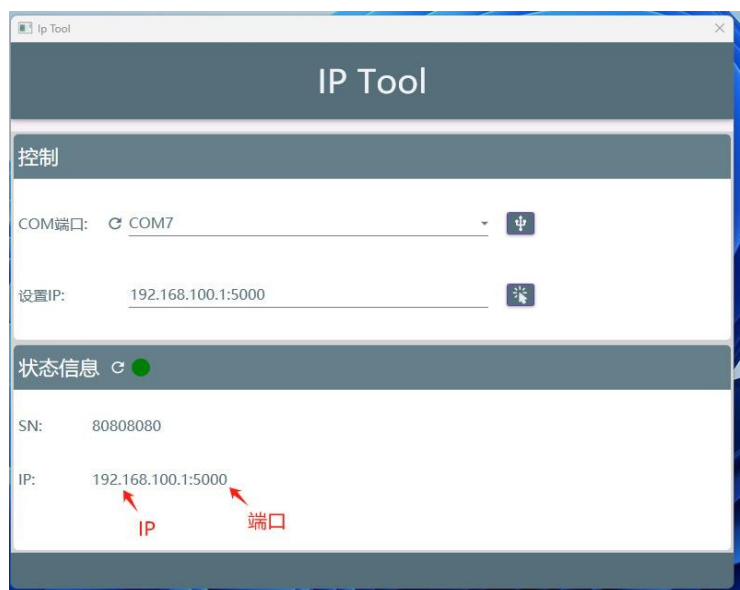 Ip Tool
IP Tool
控制
COM端口: COM7
设置IP: 192.168.100.1:5000
状态信息
SN: 80808080
IP: 192.168.100.1:5000
IP
端口